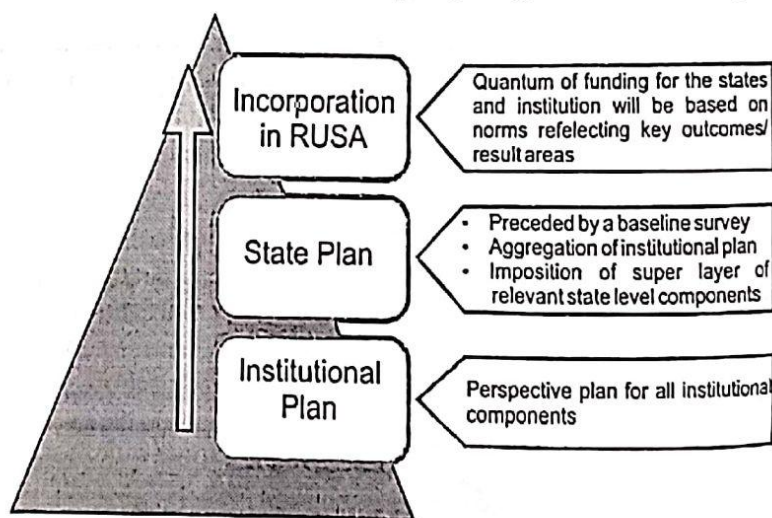 Incorporation
in RUSA
Quantum of funding for the states
and institution will be based on
norms refelecting key outcomes/
result areas
State Plan
• Preceded by a baseline survey
• Aggregation of institutional plan
• Imposition of super layer of
relevant state level components
Institutional
Plan
Perspective plan for all institutional
components